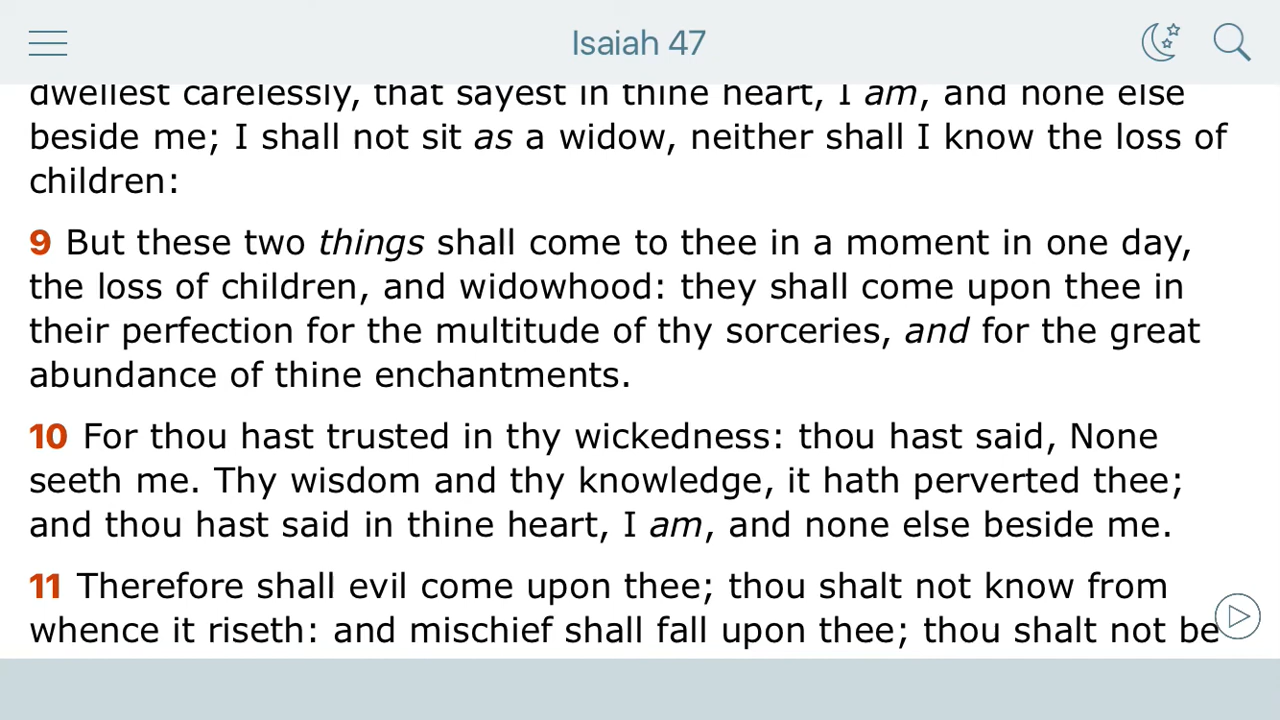 Isaiah 47
dwellest carelessly, that sayest in thine heart, I am, and none else
beside me; I shall not sit as a widow, neither shall I know the loss of
children:
9 But these two things shall come to thee in a moment in one day,
the loss of children, and widowhood: they shall come upon thee in
their perfection for the multitude of thy sorceries, and for the great
abundance of thine enchantments.
10 For thou hast trusted in thy wickedness: thou hast said, None
seeth me. Thy wisdom and thy knowledge, it hath perverted thee;
and thou hast said in thine heart, I am, and none else beside me.
11 Therefore shall evil come upon thee; thou shalt not know from
whence it riseth: and mischief shall fall upon thee; thou shalt not be